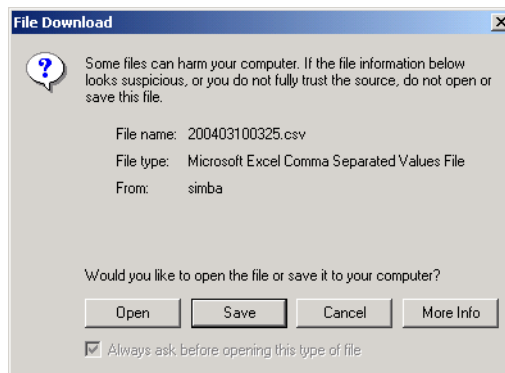 File Download
Some files can harm your computer. If the file information below
looks suspicious, or you do not fully trust the source, do not open or
save this file.
File name: 200403100325.csv
File type: Microsoft Excel Comma Separated Values File
From: simba
Would you like to open the file or save it to your computer?
Open Save Cancel More Info
Always ask before opening this type of file